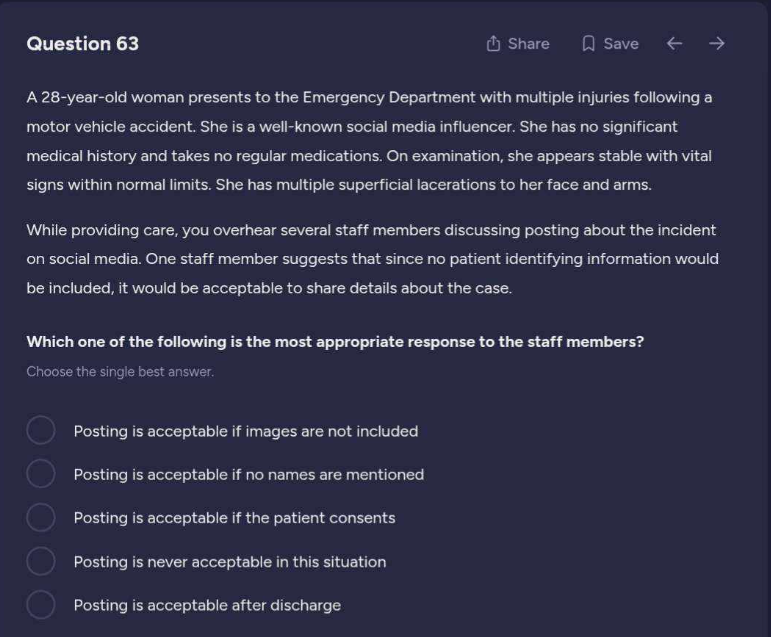 Question 63
Share
Save
A 28-year-old woman presents to the Emergency Department with multiple injuries following a
motor vehicle accident. She is a well-known social media influencer. She has no significant
medical history and takes no regular medications. On examination, she appears stable with vital
signs within normal limits. She has multiple superficial lacerations to her face and arms.
While providing care, you overhear several staff members discussing posting about the incident
on social media. One staff member suggests that since no patient identifying information would
be included, it would be acceptable to share details about the case.
Which one of the following is the most appropriate response to the staff members?
Choose the single best answer.
Posting is acceptable if images are not included
Posting is acceptable if no names are mentioned
Posting is acceptable if the patient consents
Posting is never acceptable in this situation
Posting is acceptable after discharge